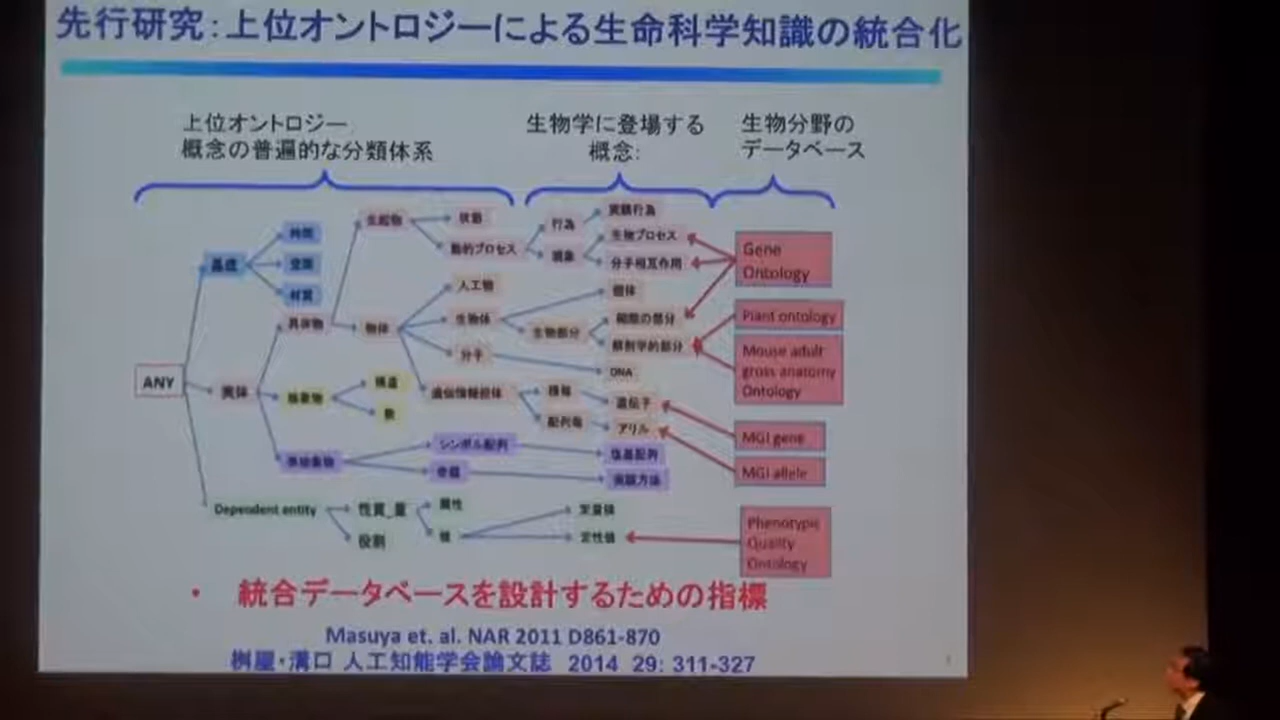 先行研究：上位オントロジーによる生命科学知識の統合化
上位オントロジー
概念の普遍的な分類体系
生物学に登場する
概念:
生物分野の
データベース
ANY
基底
時間
空間
材質
実体
具体物
生起物
状態
動的プロセス
行為
実験行為
現象
生物プロセス
分子相互作用
物体
人工物
生物体
個体
生物部分
細胞の部分
解剖学的部分
分子
DNA
遺伝情報担体
遺伝子
配列毎
アリル
抽象物
構造
数
シンボル配列
塩基配列
命題
実験方法
Dependent entity
性質_量
役割
属性
値
定量値
定性値
Gene
Ontology
Plant ontology
Mouse adult
gross anatomy
Ontology
MGI gene
MGI allele
Phenotypic
Quality
Ontology
・ 統合データベースを設計するための指標
Masuya et. al. NAR 2011 D861-870
桝屋・溝口 人工知能学会論文誌 2014 29: 311-327